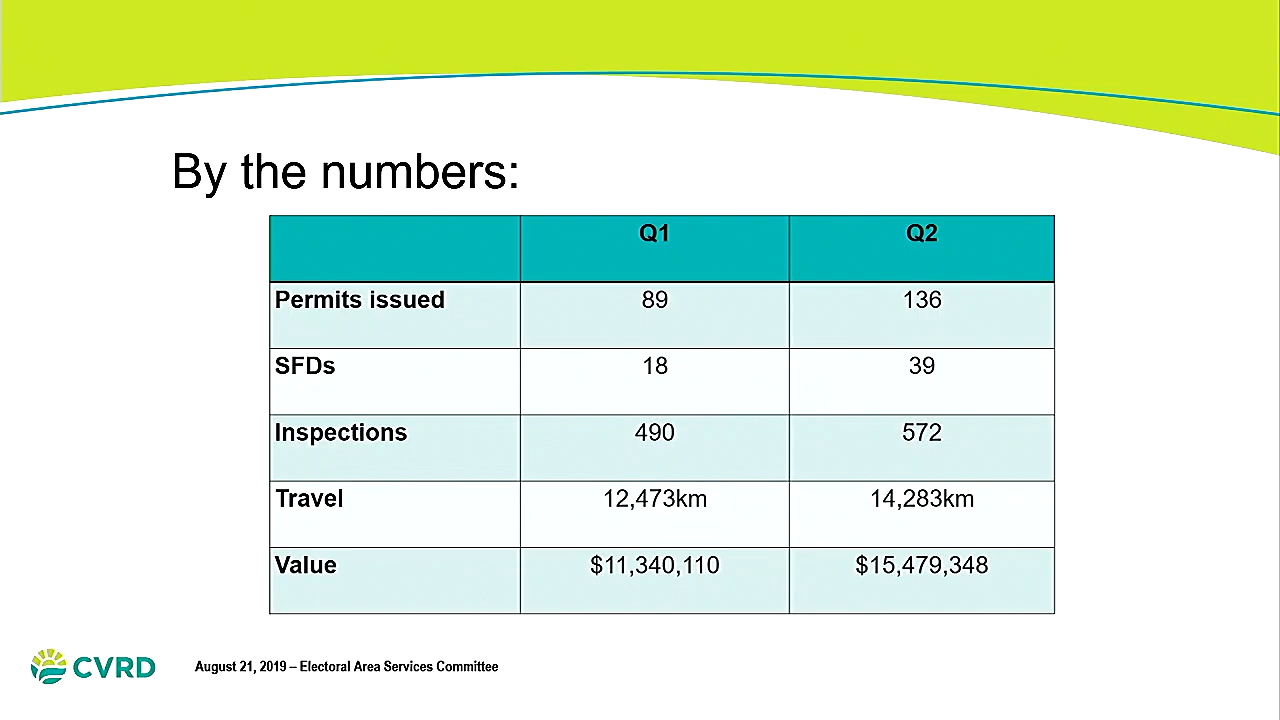 By the numbers:
Q1 Q2
Permits issued 89 136
SFDs 18 39
Inspections 490 572
Travel 12,473km 14,283km
Value $11,340,110 $15,479,348
CVRD August 21, 2019 – Electoral Area Services Committee